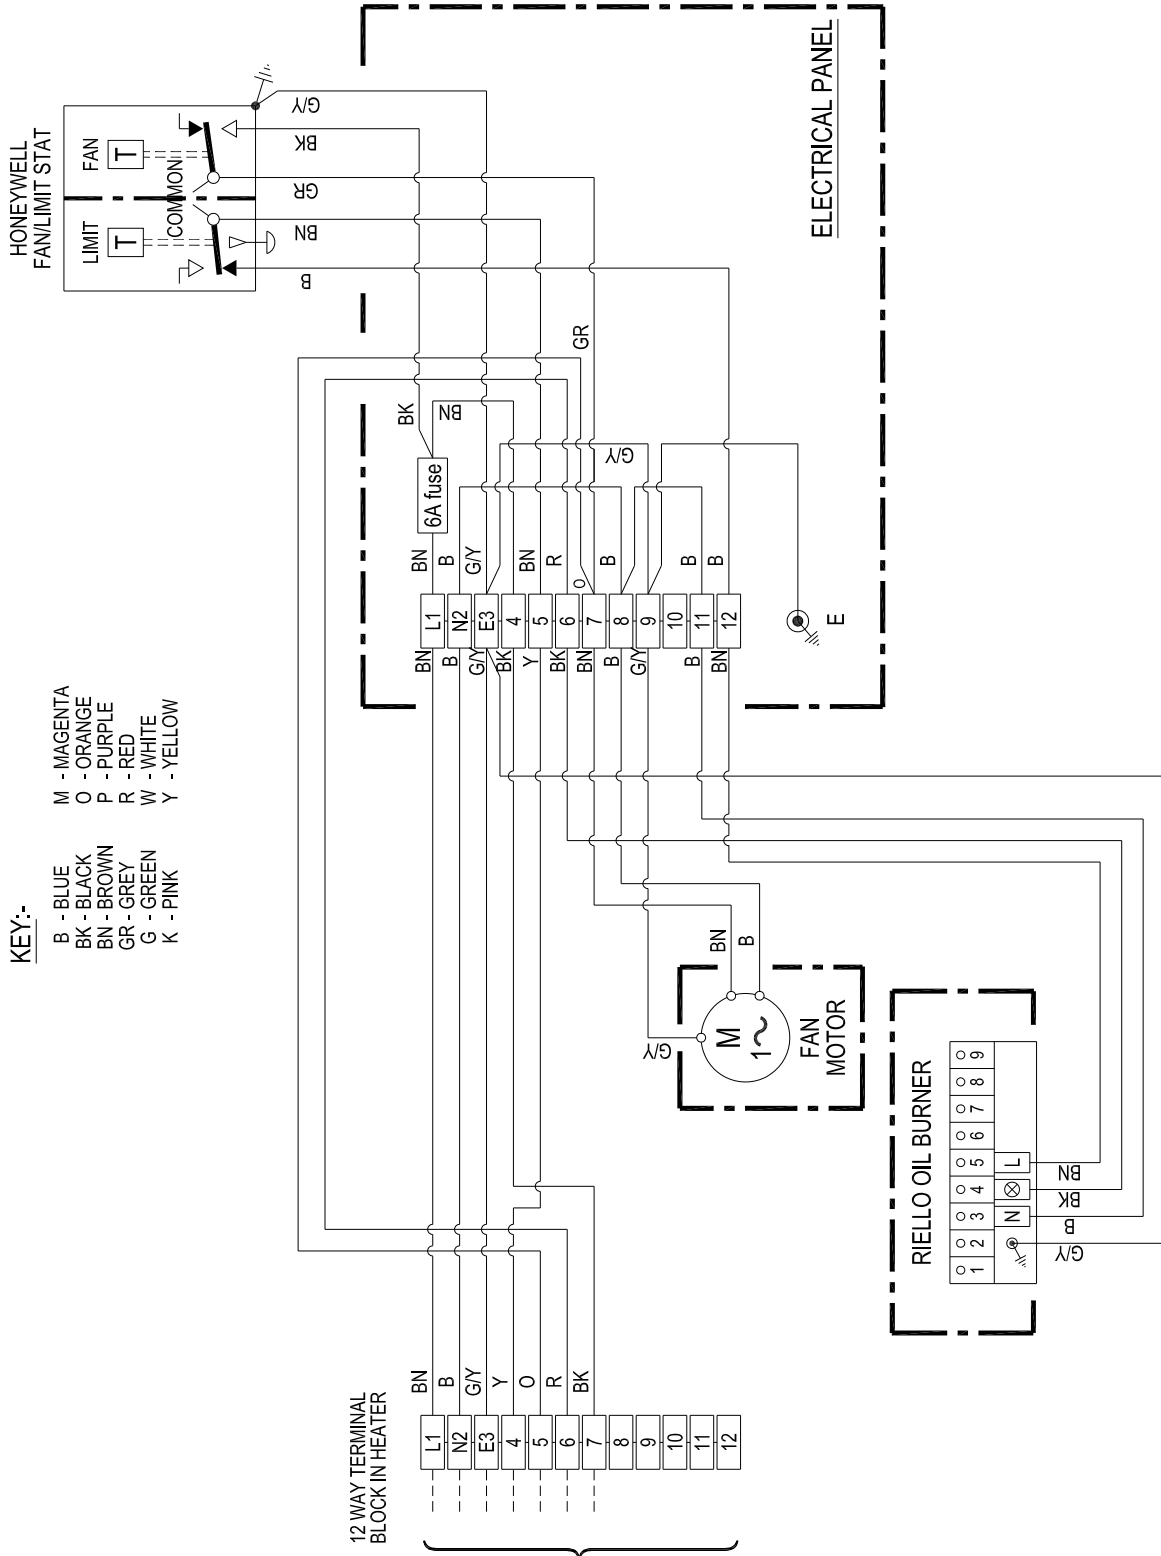 KEY:-
B - BLUE
BK - BLACK
BN - BROWN
GR - GREY
G - GREEN
K - PINK
M - MAGENTA
O - ORANGE
P - PURPLE
R - RED
W - WHITE
Y - YELLOW
HONEYWELL
FAN/LIMIT STAT
LIMIT
FAN
T
T
COMMON
B
BN
GR
BK
G/Y
12 WAY TERMINAL
BLOCK IN HEATER
L1
N2
E3
4
5
6
7
8
9
10
11
12
BN
B
G/Y
Y
O
R
BK
BN
B
G/Y
BK
Y
BK
BN
B
G/Y
B
BN
L1
N2
E3
4
5
6
7
8
9
10
11
12
BN
B
G/Y
BN
R
O
B
B
B
6A fuse
BK
BN
G/Y
GR
E
ELECTRICAL PANEL
G/Y
BN
B
M
1~
FAN
MOTOR
RIELLO OIL BURNER
1
2
3
4
5
6
7
8
9
N
L
G/Y
B
BK
BN